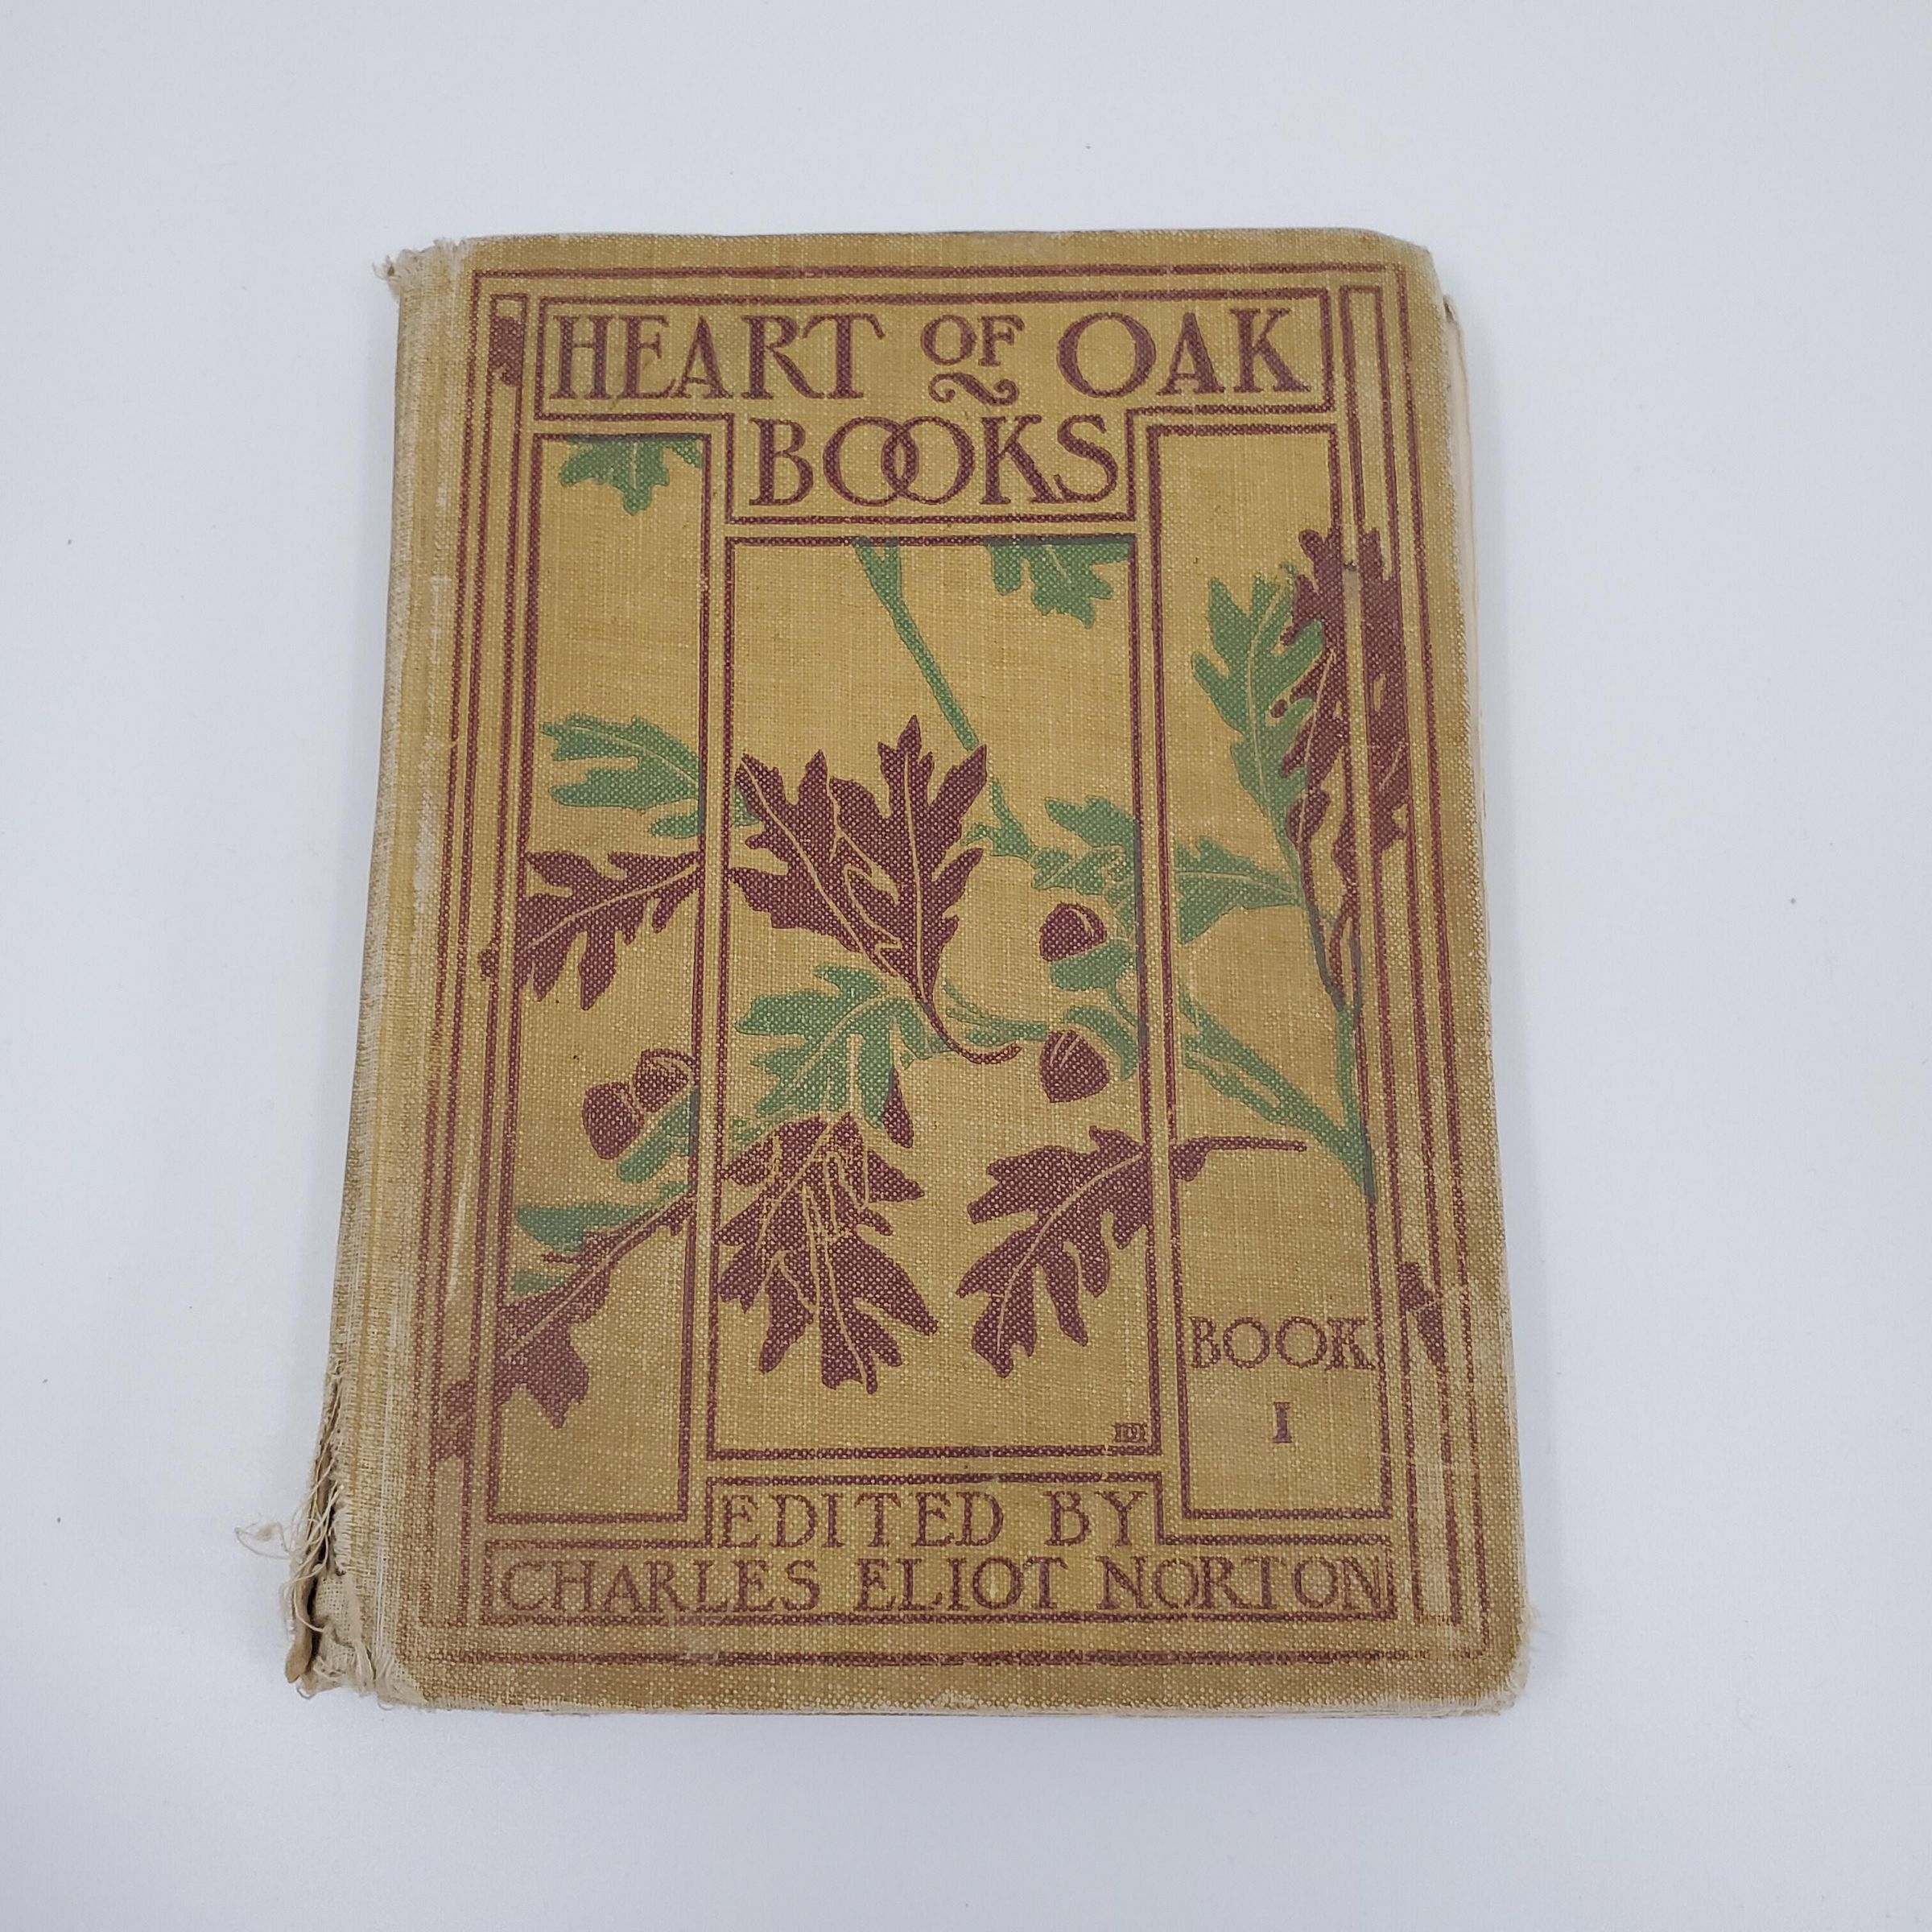 HEART OF OAK
BOOKS
BOOK
I
EDITED BY
CHARLES ELIOT NORTON